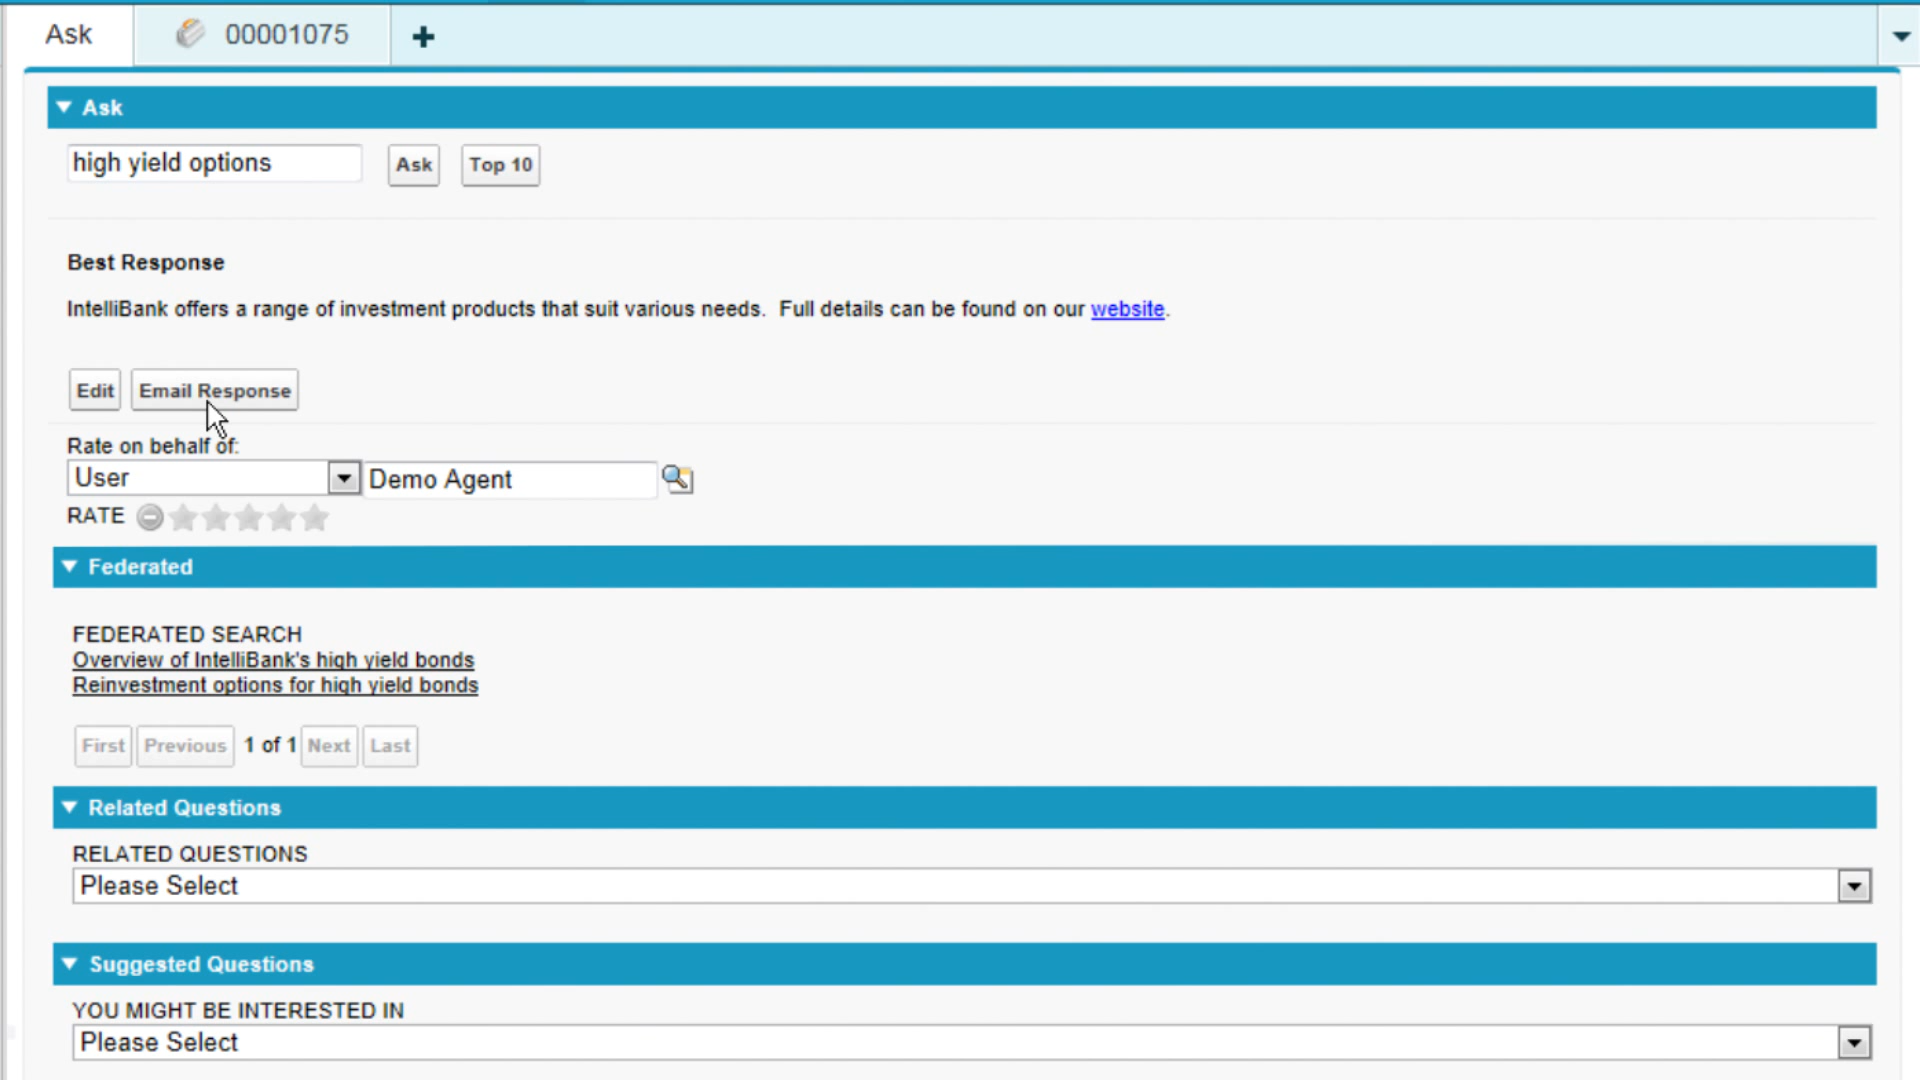 Ask 00001075
Ask
high yield options Ask Top 10
Best Response
IntelliBank offers a range of investment products that suit various needs.  Full details can be found on our website.
Edit Email Response
Rate on behalf of:
User Demo Agent
RATE
Federated
FEDERATED SEARCH
Overview of IntelliBank's high yield bonds
Reinvestment options for high yield bonds
First Previous 1 of 1 Next Last
Related Questions
RELATED QUESTIONS
Please Select
Suggested Questions
YOU MIGHT BE INTERESTED IN
Please Select